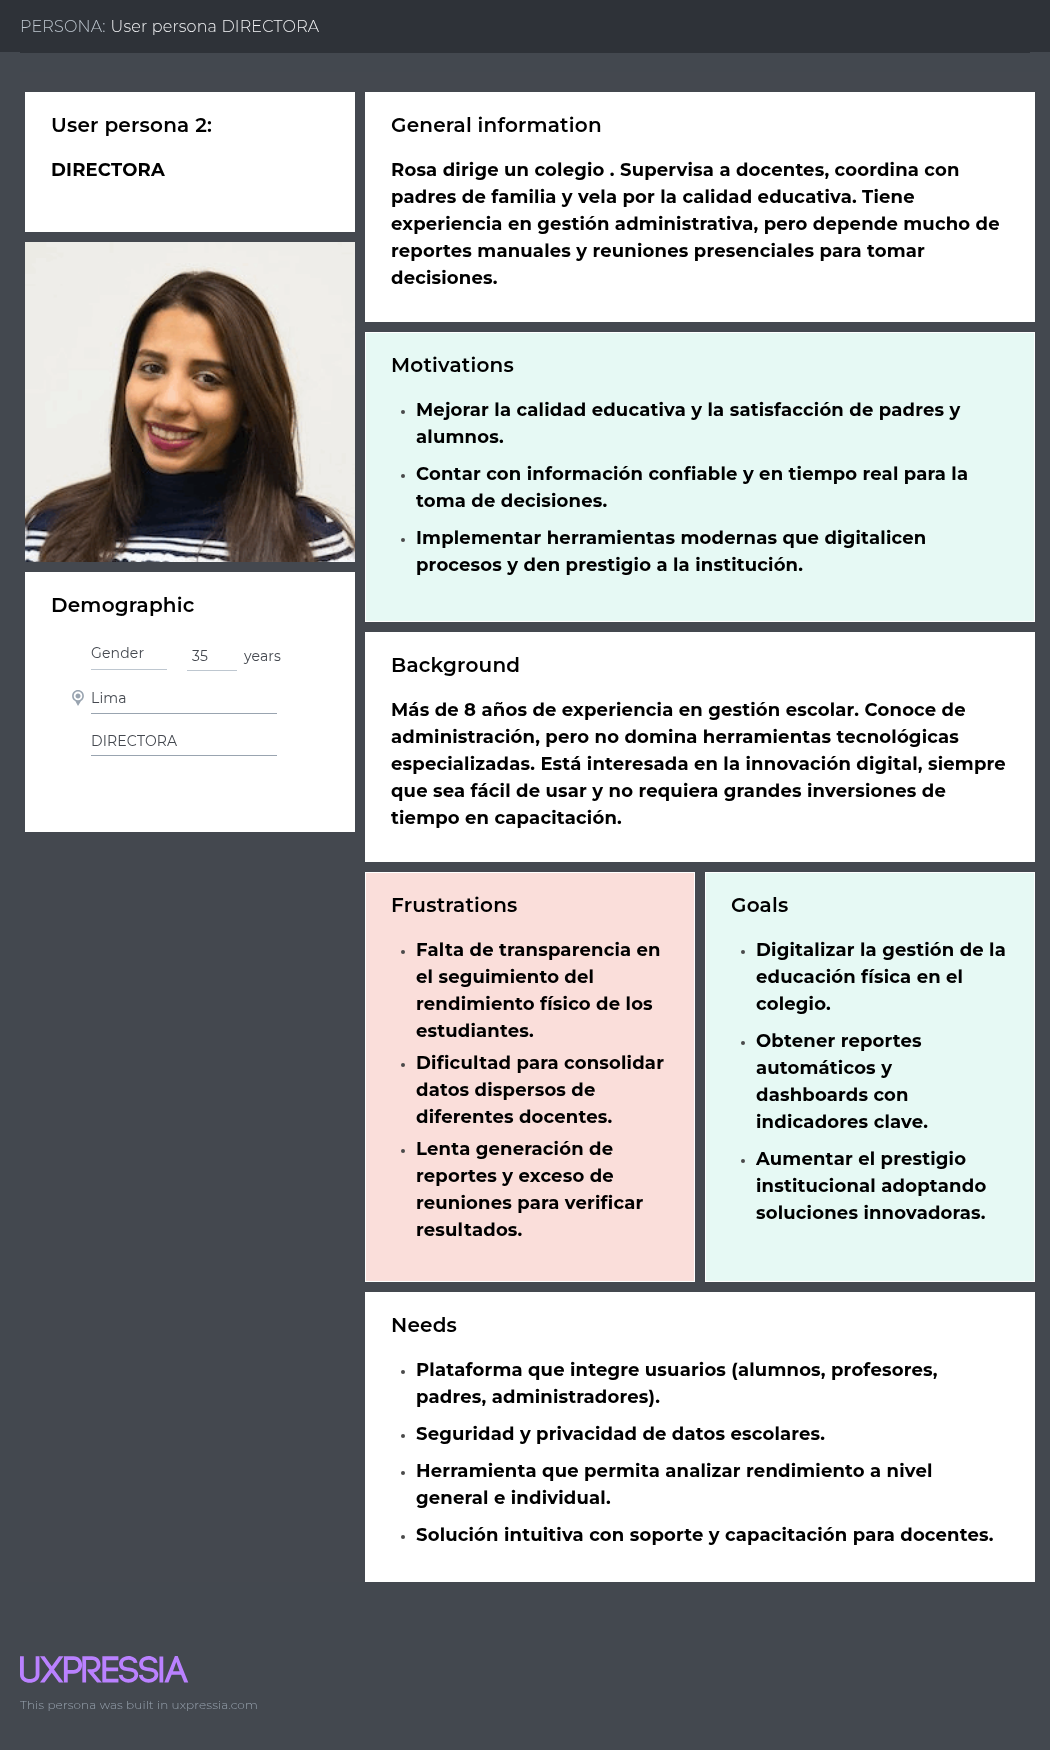 PERSONA: User persona DIRECTORA
User persona 2:
DIRECTORA
Demographic
Gender 35 years
Lima
DIRECTORA
General information
Rosa dirige un colegio . Supervisa a docentes, coordina con
padres de familia y vela por la calidad educativa. Tiene
experiencia en gestión administrativa, pero depende mucho de
reportes manuales y reuniones presenciales para tomar
decisiones.
Motivations
• Mejorar la calidad educativa y la satisfacción de padres y
alumnos.
• Contar con información confiable y en tiempo real para la
toma de decisiones.
• Implementar herramientas modernas que digitalicen
procesos y den prestigio a la institución.
Background
Más de 8 años de experiencia en gestión escolar. Conoce de
administración, pero no domina herramientas tecnológicas
especializadas. Está interesada en la innovación digital, siempre
que sea fácil de usar y no requiera grandes inversiones de
tiempo en capacitación.
Frustrations
• Falta de transparencia en
el seguimiento del
rendimiento físico de los
estudiantes.
• Dificultad para consolidar
datos dispersos de
diferentes docentes.
• Lenta generación de
reportes y exceso de
reuniones para verificar
resultados.
Goals
• Digitalizar la gestión de la
educación física en el
colegio.
• Obtener reportes
automáticos y
dashboards con
indicadores clave.
• Aumentar el prestigio
institucional adoptando
soluciones innovadoras.
Needs
• Plataforma que integre usuarios (alumnos, profesores,
padres, administradores).
• Seguridad y privacidad de datos escolares.
• Herramienta que permita analizar rendimiento a nivel
general e individual.
• Solución intuitiva con soporte y capacitación para docentes.
UXPRESSIA
This persona was built in uxpressia.com